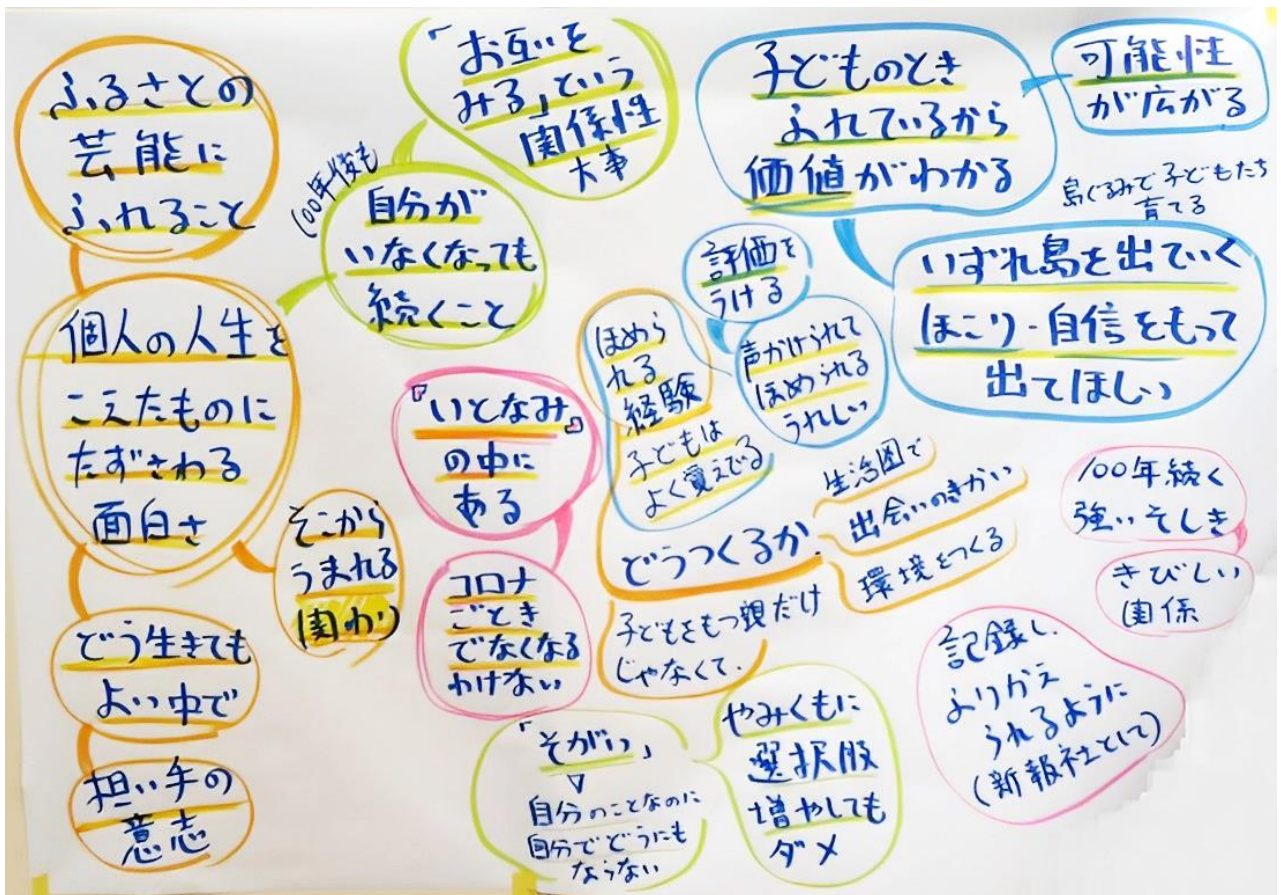 ふるさとの
芸能に
ふれること
個人の人生を
こえたものに
たずさわる
面白さ
どう生きても
よい中で
担い手の
意志
そこから
うまれる
関わり
100年後も
自分が
いなくなっても
続くこと
「お互いを
みる」という
関係性
大事
『いとなみ』
の中に
ある
コロナ
ごとき
でなくなる
わけない
「そがい」
▽
自分のことなのに
自分でどうにも
ならない
やみくもに
選択股
増やしても
ダメ
子どものとき
ふれているから
価値がわかる
可能性
が広がる
島ぐるみで子どもたち
育てる
いずれ島を出ていく
ほこり・自信をもって
出てほしい
評価を
うける
声かけられて
ほめられる
うれしい
ほめら
れる
経験
子どもは
よく覚えてる
どうつくるか.
生活圏で
出会いのきかい
環境をつくる
子どもをもつ親だけ
じゃなくて.
100年続く
強いそしき
きびしい
関係
記録し、
ふりかえ
られるように
(新報社として)